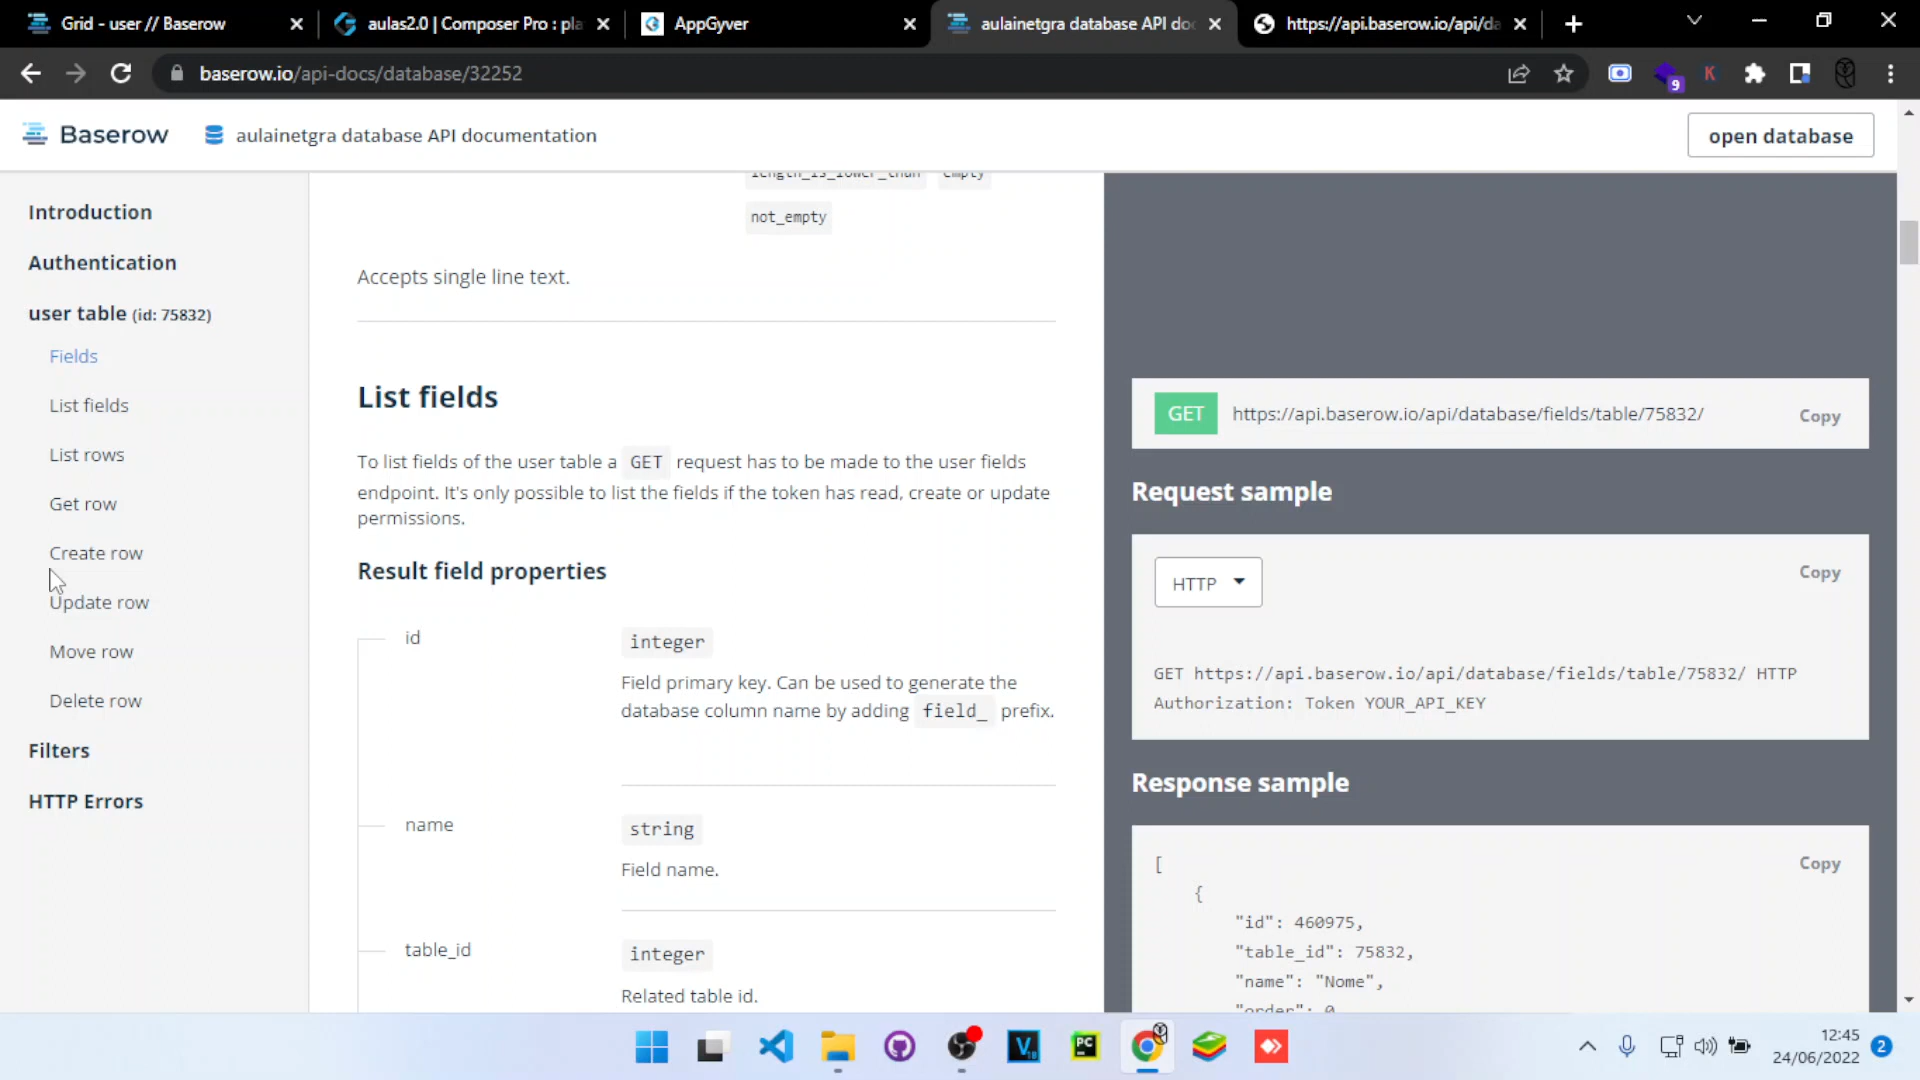 Grid - user // Baserow
aulas2.0 | Composer Pro : pla
AppGyver
aulainetgra database API doc
https://api.baserow.io/api/da
baserow.io/api-docs/database/32252
9
K
Baserow
aulainetgra database API documentation
open database
Introduction
Authentication
user table (id: 75832)
Fields
List fields
List rows
Get row
Create row
Update row
Move row
Delete row
Filters
HTTP Errors
length_is_lower_than empty
not_empty
Accepts single line text.
List fields
To list fields of the user table a GET request has to be made to the user fields
endpoint. It's only possible to list the fields if the token has read, create or update
permissions.
Result field properties
id
integer
Field primary key. Can be used to generate the
database column name by adding field_ prefix.
name
string
Field name.
table_id
integer
Related table id.
GET https://api.baserow.io/api/database/fields/table/75832/
Copy
Request sample
HTTP
Copy
GET https://api.baserow.io/api/database/fields/table/75832/ HTTP
Authorization: Token YOUR_API_KEY
Response sample
Copy
[
{
"id": 460975,
"table_id": 75832,
"name": "Nome",
"order": 0
V
PC
12:45
24/06/2022
2